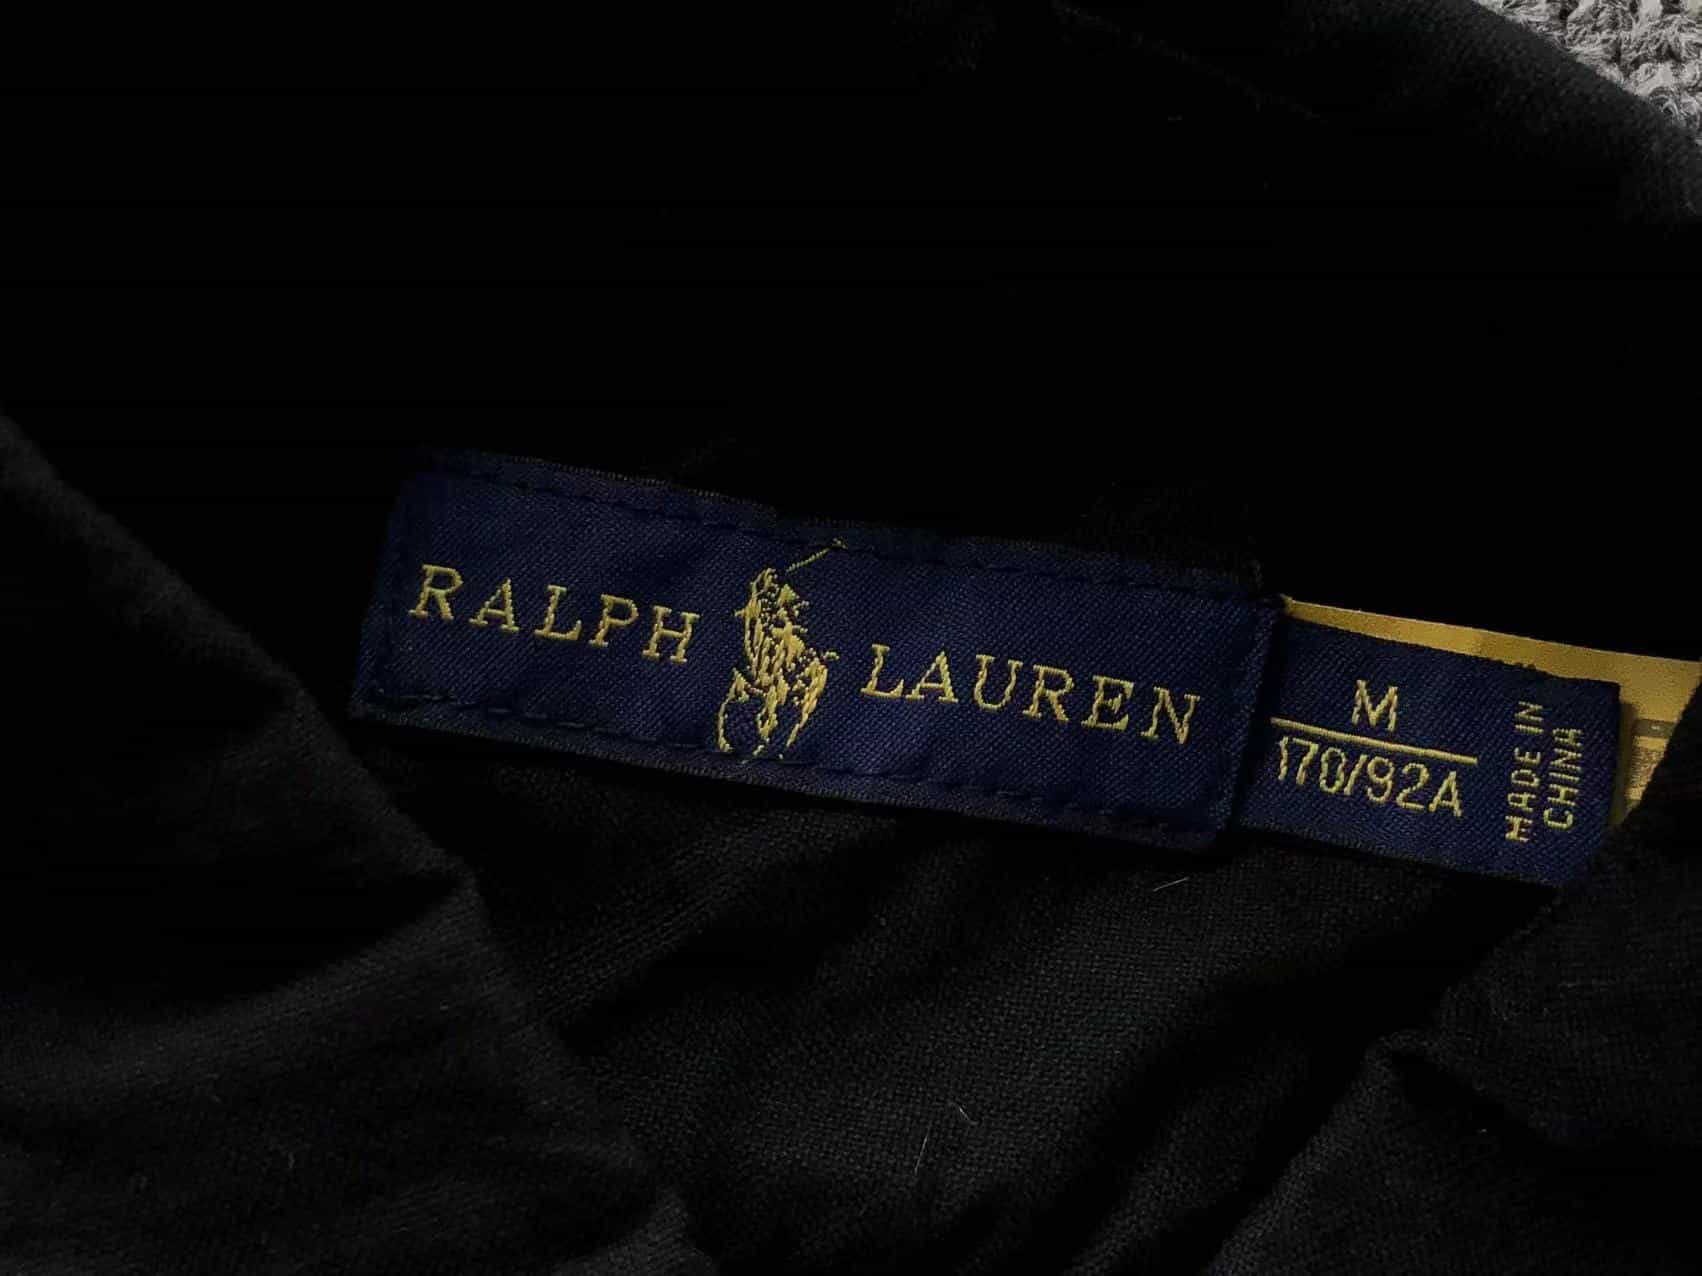 RALPH LAUREN
M
170/92A
MADE IN
CHINA